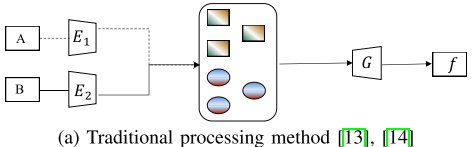 A
E₁
B
E₂
G
f
(a) Traditional processing method [13], [14]